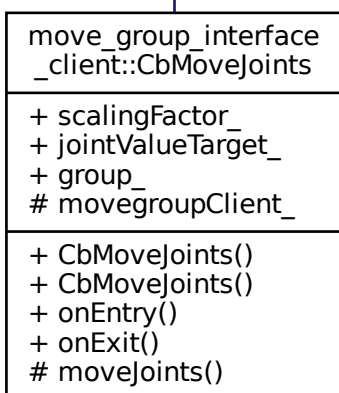 move_group_interface
_client::CbMoveJoints
+ scalingFactor_
+ jointValueTarget_
+ group_
# movegroupClient_
+ CbMoveJoints()
+ CbMoveJoints()
+ onEntry()
+ onExit()
# moveJoints()